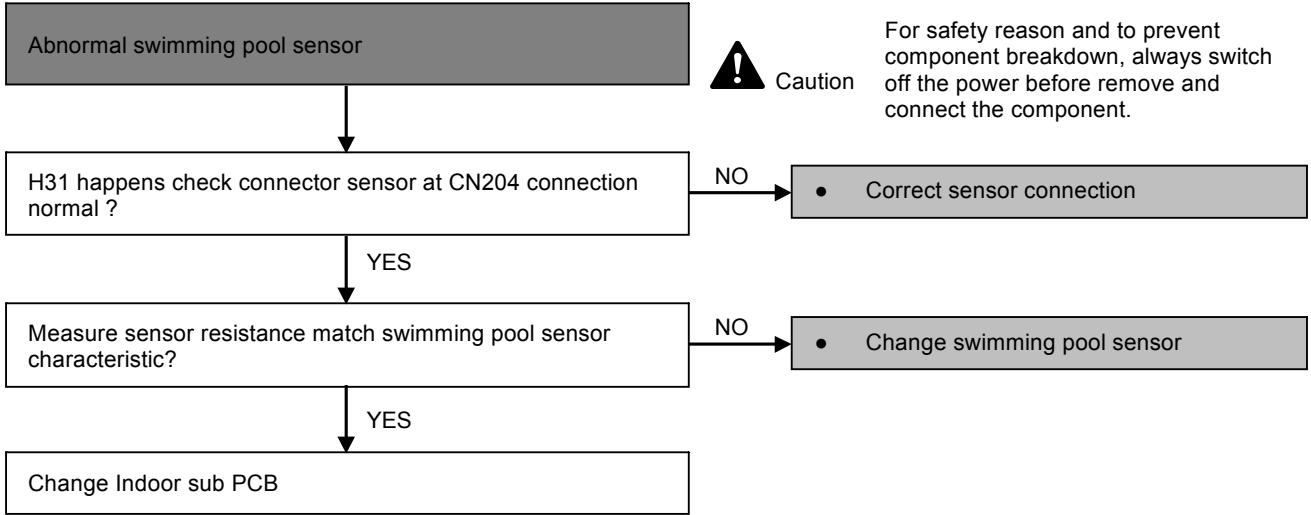 Abnormal swimming pool sensor
Caution
For safety reason and to prevent
component breakdown, always switch
off the power before remove and
connect the component.
H31 happens check connector sensor at CN204 connection
normal ?
NO
● Correct sensor connection
YES
Measure sensor resistance match swimming pool sensor
characteristic?
NO
● Change swimming pool sensor
YES
Change Indoor sub PCB